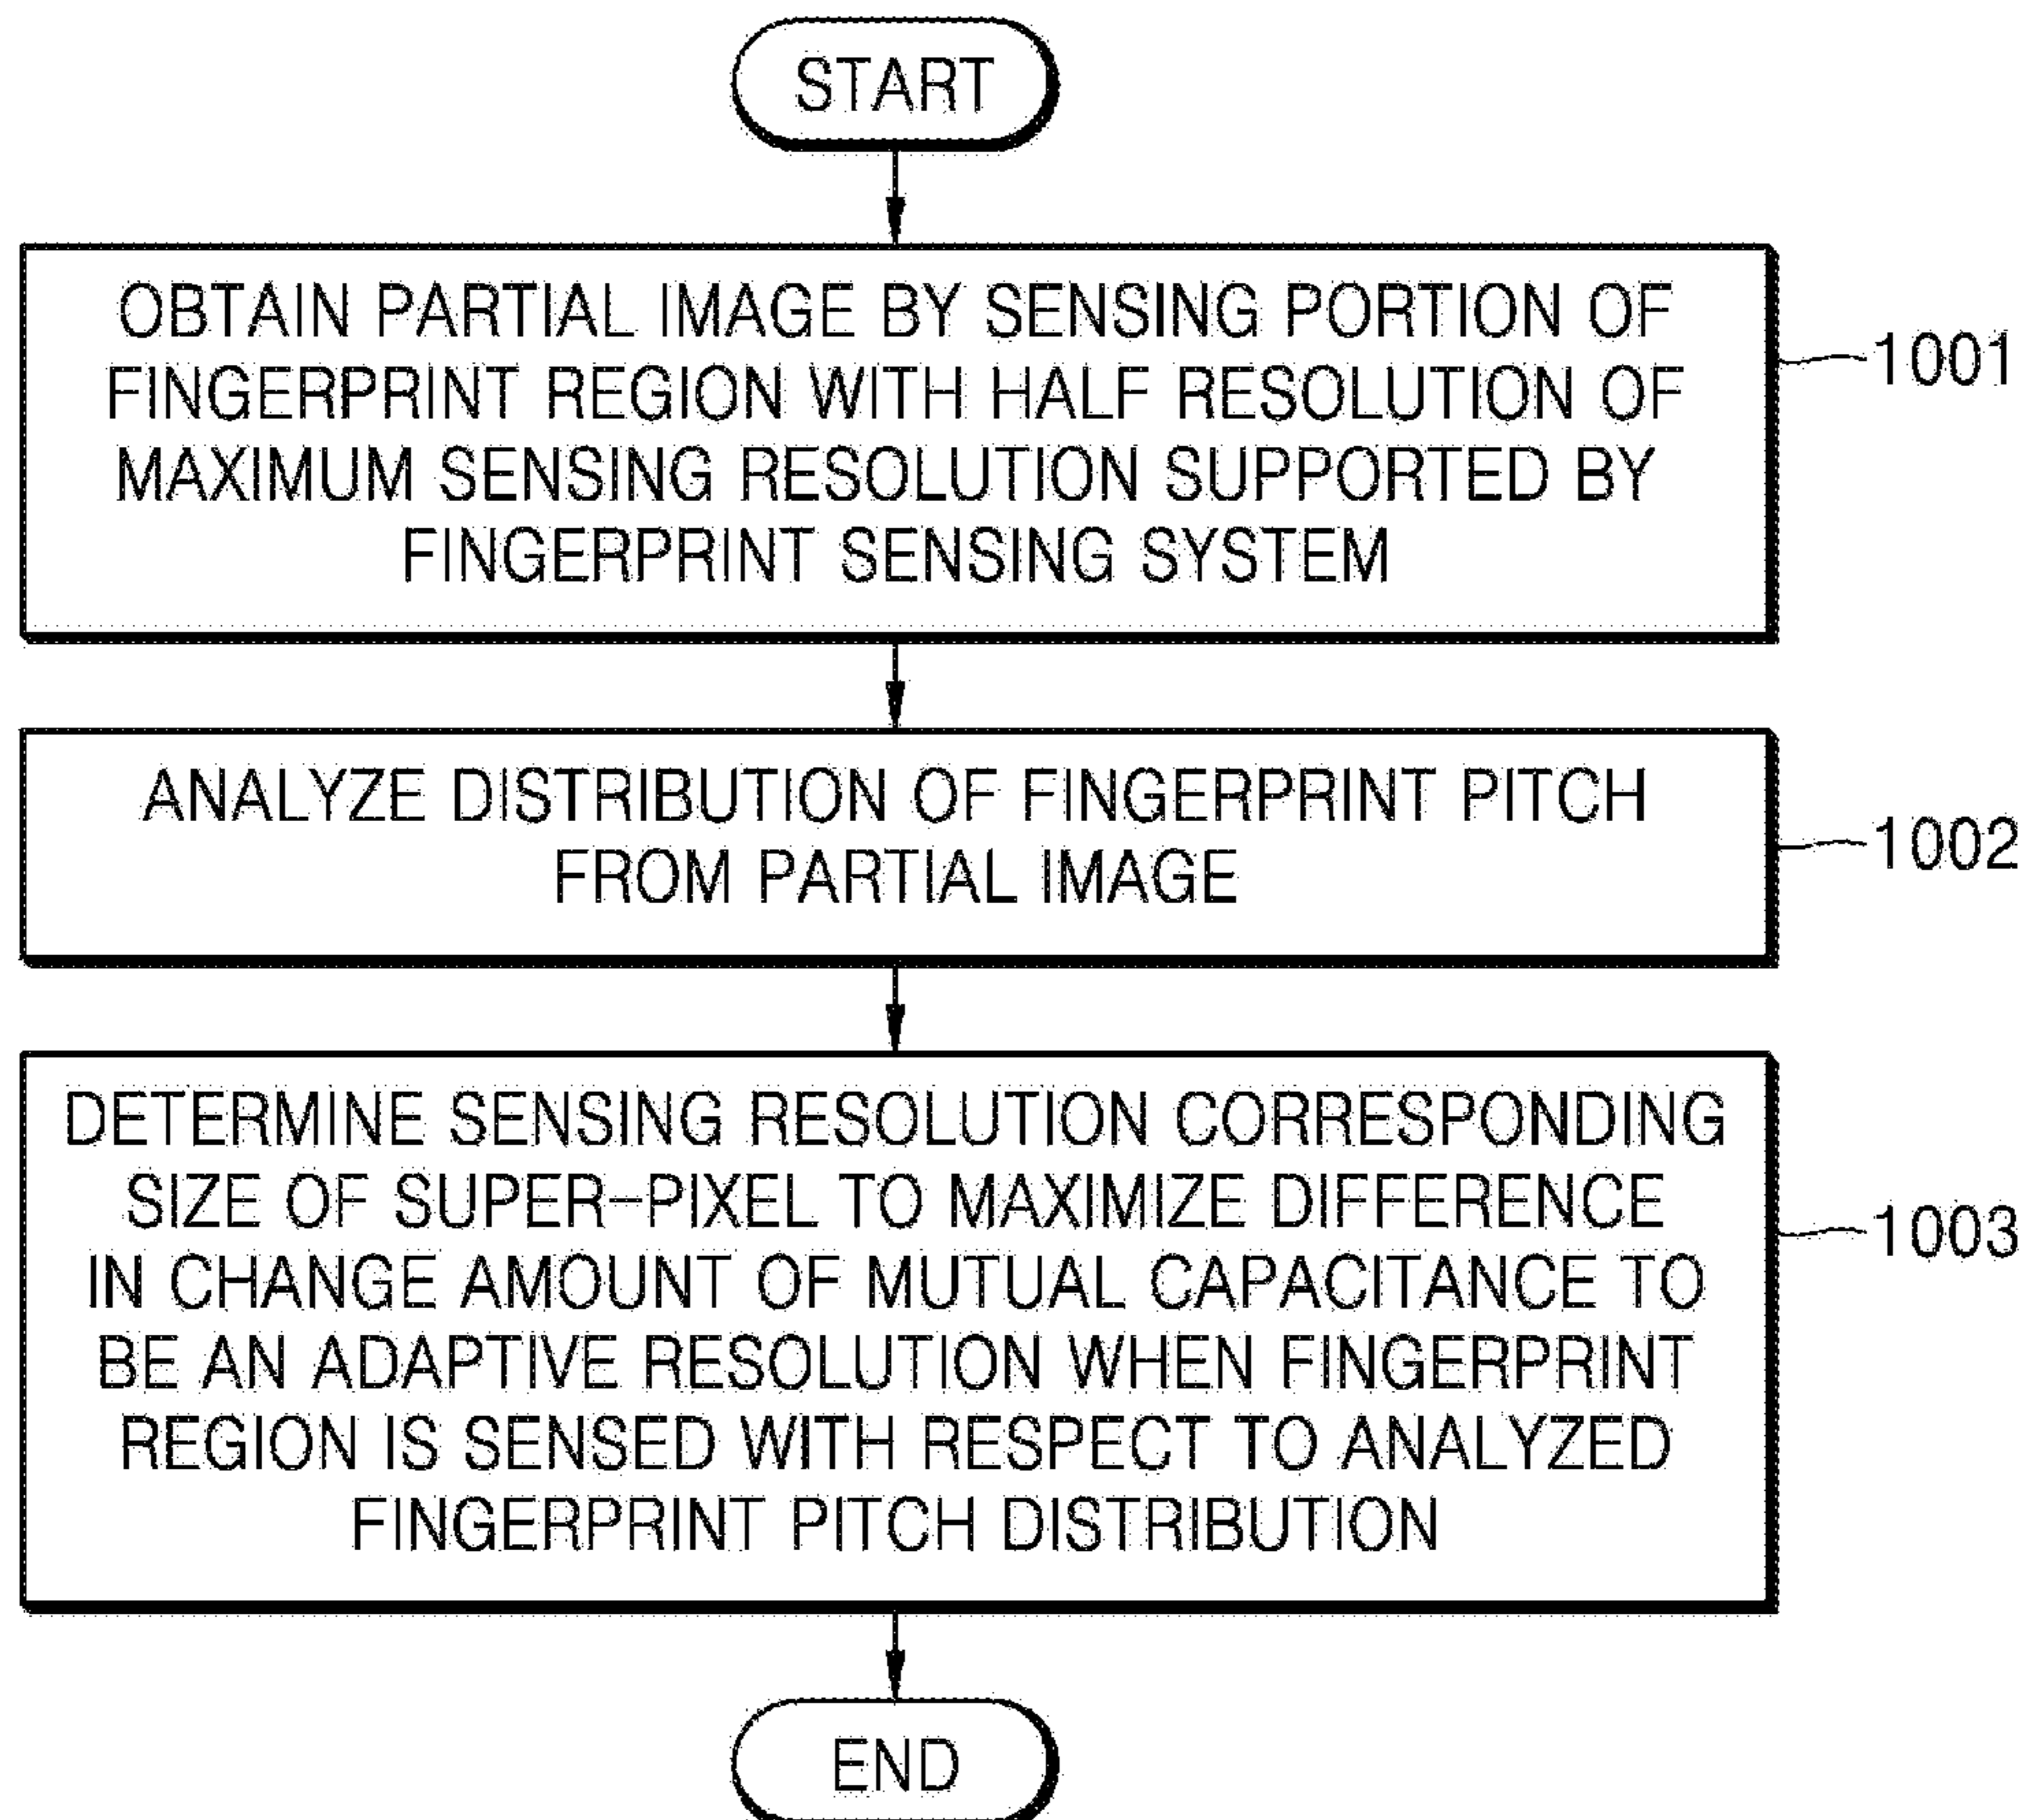 START
OBTAIN PARTIAL IMAGE BY SENSING PORTION OF
FINGERPRINT REGION WITH HALF RESOLUTION OF
MAXIMUM SENSING RESOLUTION SUPPORTED BY
FINGERPRINT SENSING SYSTEM
1001
ANALYZE DISTRIBUTION OF FINGERPRINT PITCH
FROM PARTIAL IMAGE
1002
DETERMINE SENSING RESOLUTION CORRESPONDING
SIZE OF SUPER-PIXEL TO MAXIMIZE DIFFERENCE
IN CHANGE AMOUNT OF MUTUAL CAPACITANCE TO
BE AN ADAPTIVE RESOLUTION WHEN FINGERPRINT
REGION IS SENSED WITH RESPECT TO ANALYZED
FINGERPRINT PITCH DISTRIBUTION
1003
END